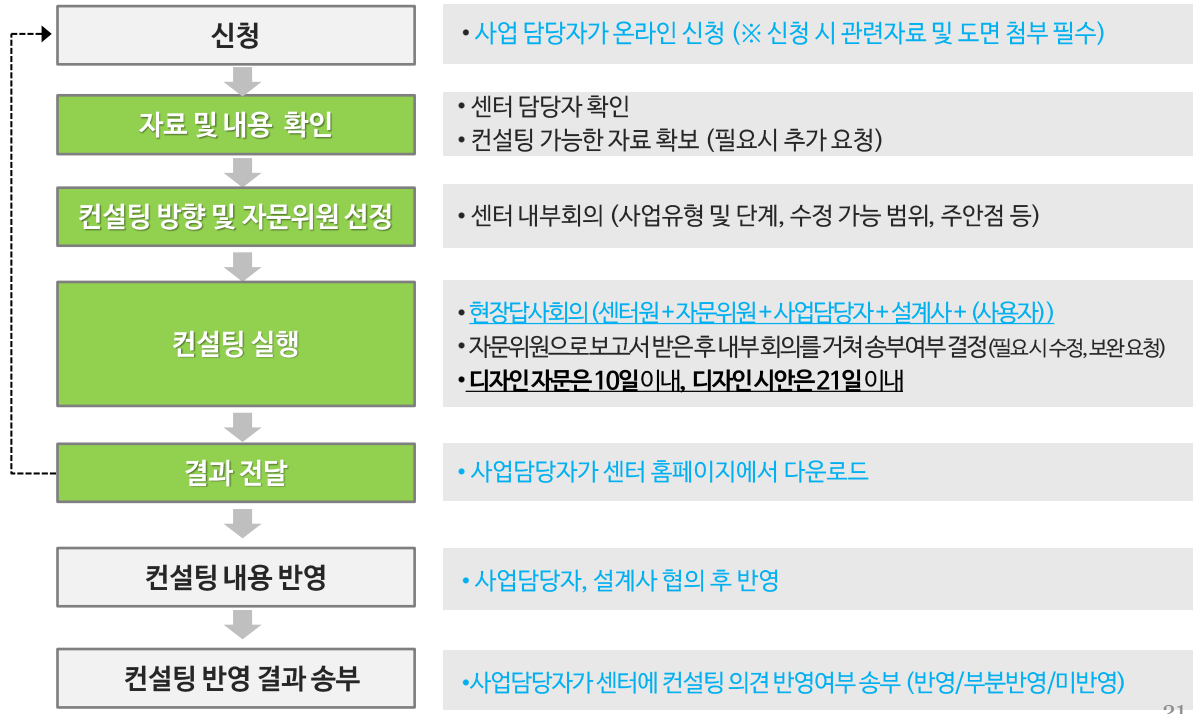 신청
• 사업 담당자가 온라인 신청 (※ 신청 시 관련자료 및 도면 첨부 필수)
자료 및 내용 확인
• 센터 담당자 확인
• 컨설팅 가능한 자료 확보 (필요시 추가 요청)
컨설팅 방향 및 자문위원 선정
• 센터 내부회의 (사업유형 및 단계, 수정 가능 범위, 주안점 등)
컨설팅 실행
• 현장답사회의 (센터원 + 자문위원 + 사업담당자 + 설계사 + (사용자))
• 자문위원으로 보고서 받은 후 내부 회의를 거쳐 송부여부 결정(필요시 수정, 보완 요청)
• 디자인 자문은 10일 이내, 디자인 시안은 21일 이내
결과 전달
• 사업담당자가 센터 홈페이지에서 다운로드
컨설팅 내용 반영
• 사업담당자, 설계사 협의 후 반영
컨설팅 반영 결과 송부
•사업담당자가 센터에 컨설팅 의견 반영여부 송부 (반영/부분반영/미반영)
21